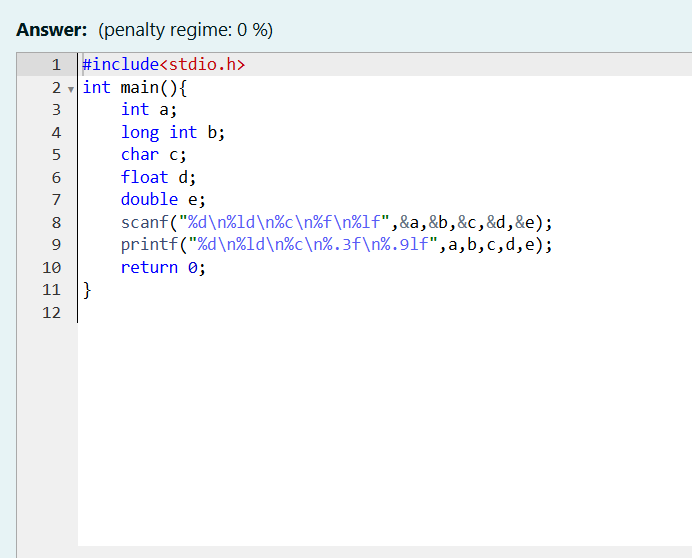 Answer: (penalty regime: 0 %)
1 #include<stdio.h>
2 int main(){
3 int a;
4 long int b;
5 char c;
6 float d;
7 double e;
8 scanf("%d\n%ld\n%c\n%f\n%lf",&a,&b,&c,&d,&e);
9 printf("%d\n%ld\n%c\n%.3f\n%.9lf",a,b,c,d,e);
10 return 0;
11 }
12